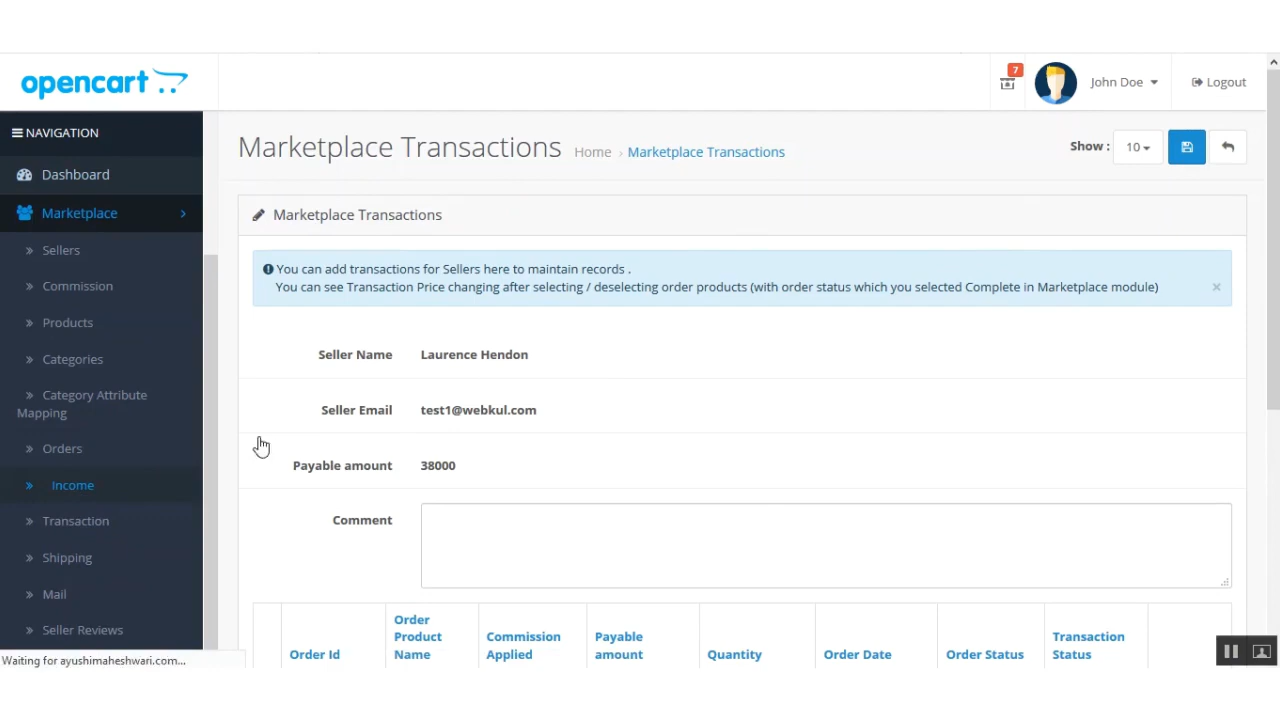 opencart
7
John Doe
Logout
NAVIGATION
Marketplace Transactions
Home › Marketplace Transactions
Show :
10
Dashboard
Marketplace
Sellers
Commission
Products
Categories
Category Attribute
Mapping
Orders
Income
Transaction
Shipping
Mail
Seller Reviews
Marketplace Transactions
You can add transactions for Sellers here to maintain records .
You can see Transaction Price changing after selecting / deselecting order products (with order status which you selected Complete in Marketplace module)
×
Seller Name Laurence Hendon
Seller Email test1@webkul.com
Payable amount 38000
Comment
Order Id
Order
Product
Name
Commission
Applied
Payable
amount
Quantity
Order Date
Order Status
Transaction
Status
Waiting for ayushimaheshwari.com...